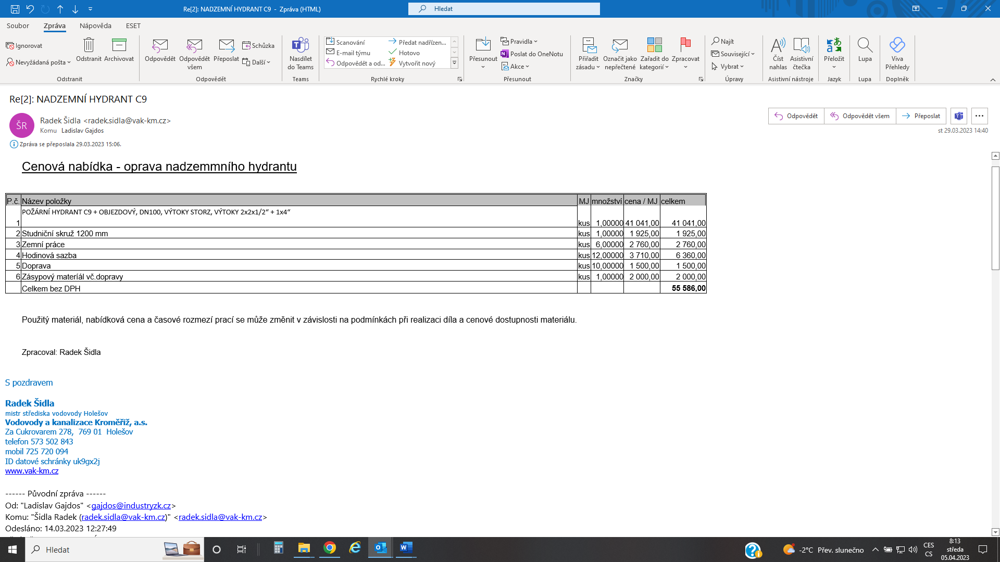 Re[2]: NADZEMNÍ HYDRANT C9 - Zpráva (HTML)
Hledat
Soubor Zpráva Nápověda ESET
Ignorovat
Nevyžádaná pošta
Odstranit Archivovat
Odstranit
Odpovědět Odpovědět všem Přeposlat
Schůzka
Další
Odpovědět
Nasdílet do Teams
Teams
Scanování Předat nadřízen...
E-mail týmu Hotovo
Odpovědět a od... Vytvořit nový
Rychlé kroky
Přesunout
Pravidla
Poslat do OneNotu
Akce
Přesunout
Přiřadit zásadu Označit jako nepřečtené Zařadit do kategorií Zpracovat
Značky
Najít
Související
Vybrat
Úpravy
Číst nahlas Asistivní čtečka
Asistivní nástroje
Přeložit
Jazyk
Lupa
Lupa
Viva Přehledy
Doplněk
Re[2]: NADZEMNÍ HYDRANT C9
ŠR
Radek Šidla <radek.sidla@vak-km.cz>
Komu Ladislav Gajdos
Zpráva se přeposlala 29.03.2023 15:06.
Odpovědět Odpovědět všem Přeposlat
st 29.03.2023 14:40
Cenová nabídka - oprava nadzemmního hydrantu
P.č. Název položky MJ množství cena / MJ celkem
POŽÁRNÍ HYDRANT C9 + OBJEZDOVÝ, DN100, VÝTOKY STORZ, VÝTOKY 2x2x1/2“ + 1x4“
1 kus 1,00000 41 041,00 41 041,00
2 Studniční skruž 1200 mm kus 1,00000 1 925,00 1 925,00
3 Zemní práce kus 6,00000 2 760,00 2 760,00
4 Hodinová sazba kus 12,00000 3 710,00 6 360,00
5 Doprava kus 10,00000 1 500,00 1 500,00
6 Zásypový materíál vč.dopravy kus 1,00000 2 000,00 2 000,00
Celkem bez DPH 55 586,00
Použitý materiál, nabídková cena a časové rozmezí prací se může změnit v závislosti na podmínkách při realizaci díla a cenové dostupnosti materiálu.
Zpracoval: Radek Šidla
S pozdravem
Radek Šidla
mistr střediska vodovody Holešov
Vodovody a kanalizace Kroměříž, a.s.
Za Cukrovarem 278, 769 01 Holešov
telefon 573 502 843
mobil 725 720 094
ID datové schránky uk9gx2j
www.vak-km.cz
------ Původní zpráva ------
Od: "Ladislav Gajdos" <gajdos@industryzk.cz>
Komu: "Šidla Radek (radek.sidla@vak-km.cz)" <radek.sidla@vak-km.cz>
Odesláno: 14.03.2023 12:27:49
Hledat
-2°C Přev. slunečno
CES
CS
8:13
středa
05.04.2023